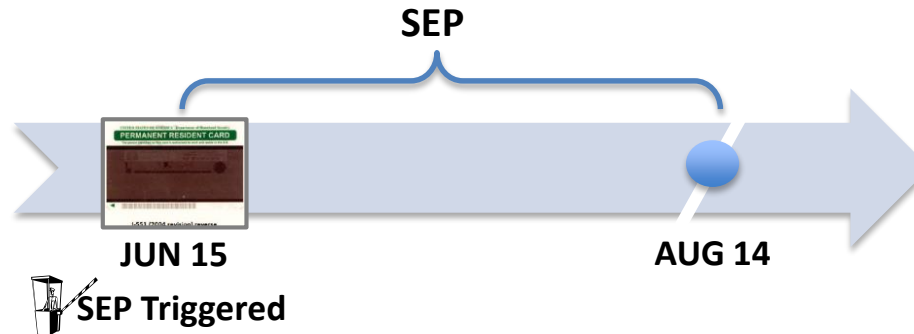 SEP
PERMANENT RESIDENT CARD
JUN 15
AUG 14
SEP Triggered